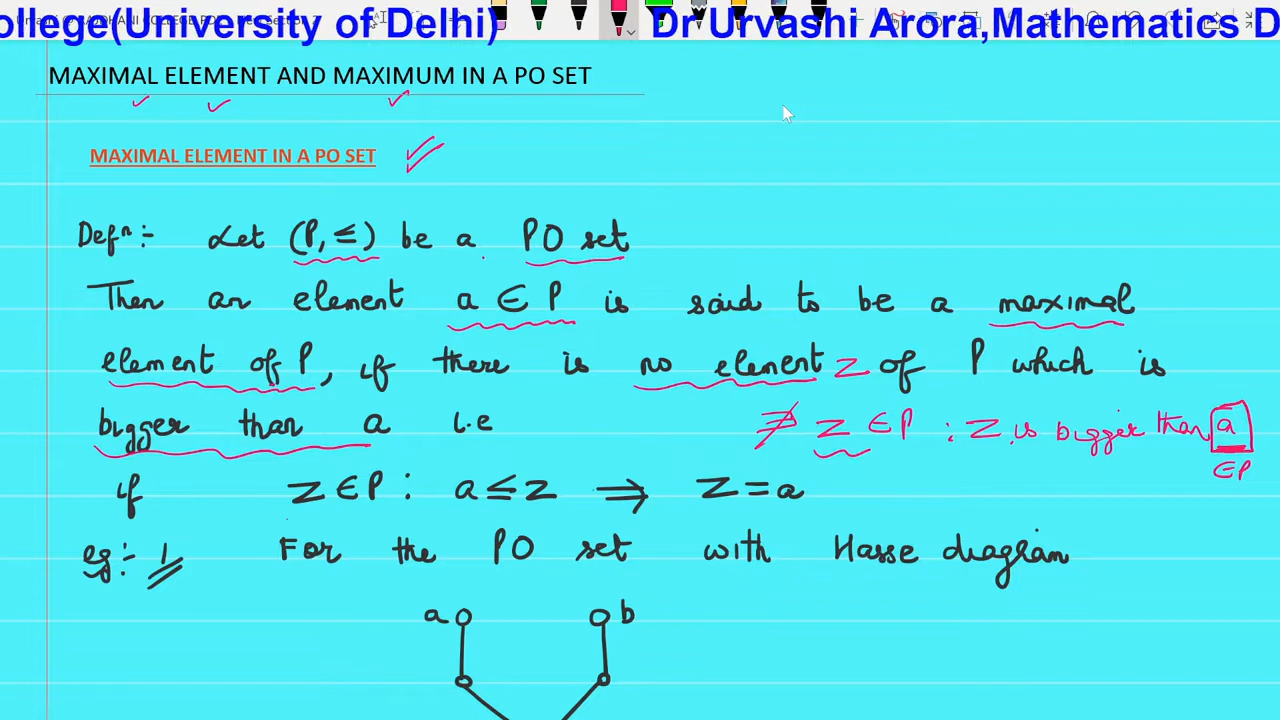 ollege(University of Delhi) Dr Urvashi Arora,Mathematics D
MAXIMAL ELEMENT AND MAXIMUM IN A PO SET
MAXIMAL ELEMENT IN A PO SET
Defⁿ:- Let (P, ≤) be a PO set
Then an element a ∈ P is said to be a maximal
element of P, if there is no element z of P which is
bigger than a i.e ∄ z ∈ P : z is bigger than a
∈ P
if z ∈ P : a ≤ z ⇒ z = a
eg:- 1 For the PO set with Hasse diagram
a b